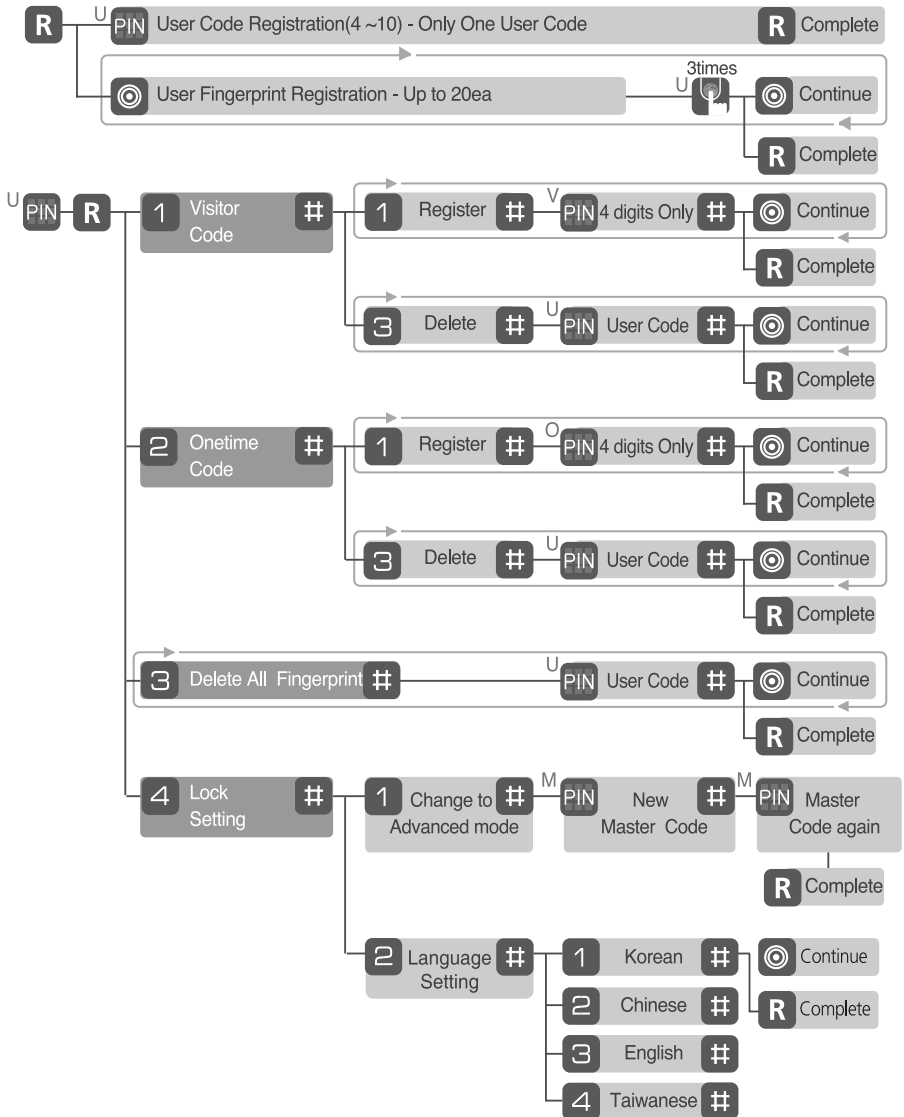 R U PIN User Code Registration(4 ~10) - Only One User Code R Complete
3times
User Fingerprint Registration - Up to 20ea U Continue
R Complete
U PIN R 1 Visitor Code # 1 Register # V PIN 4 digits Only # Continue
R Complete
3 Delete # U PIN User Code # Continue
R Complete
2 Onetime Code # 1 Register # O PIN 4 digits Only # Continue
R Complete
3 Delete # U PIN User Code # Continue
R Complete
3 Delete All Fingerprint # U PIN User Code # Continue
R Complete
4 Lock Setting # 1 Change to Advanced mode # M PIN New Master Code # M PIN Master Code again
R Complete
2 Language Setting # 1 Korean # Continue
2 Chinese # R Complete
3 English #
4 Taiwanese #